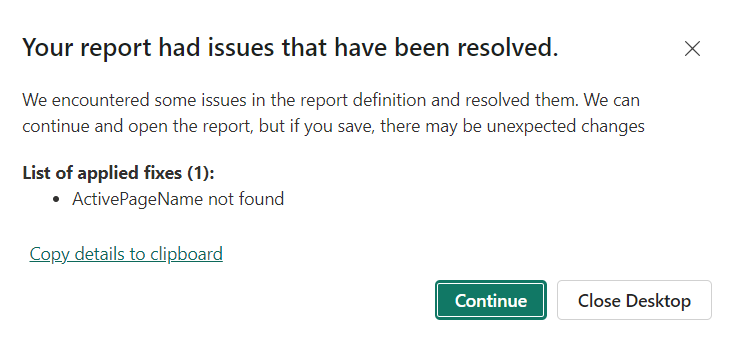 Your report had issues that have been resolved.
We encountered some issues in the report definition and resolved them. We can
continue and open the report, but if you save, there may be unexpected changes
List of applied fixes (1):
• ActivePageName not found
Copy details to clipboard
Continue
Close Desktop